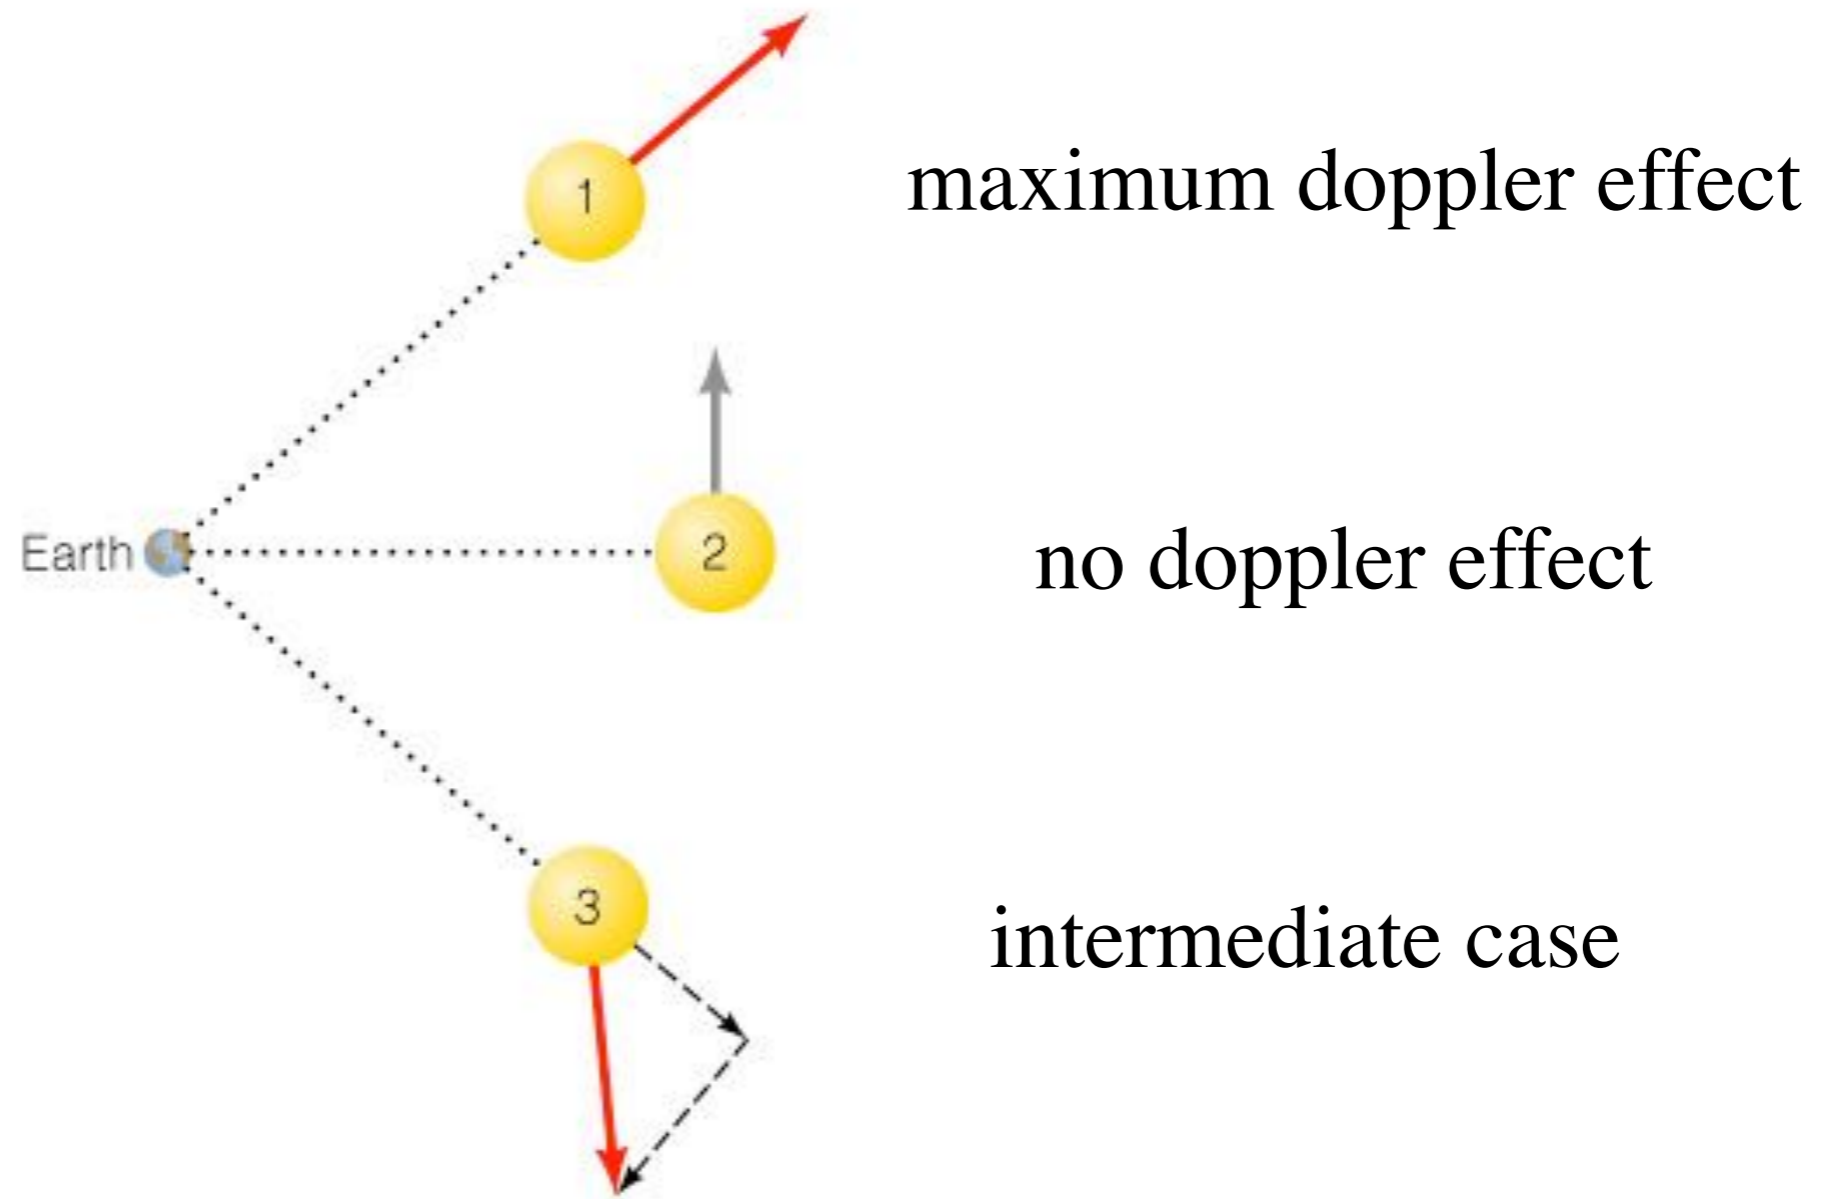 1
maximum doppler effect
Earth
2
no doppler effect
3
intermediate case